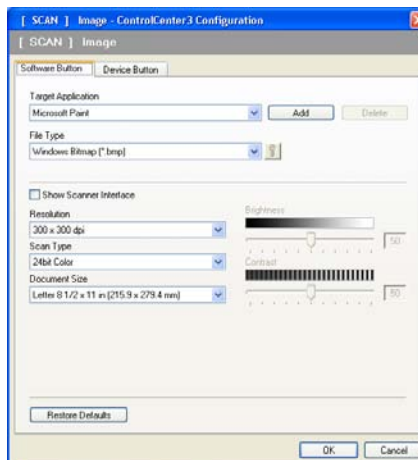 [ SCAN ]   Image - ControlCenter3 Configuration
[ SCAN ]   Image
Software Button   Device Button
Target Application
Microsoft Paint   Add   Delete
File Type
Windows Bitmap (*.bmp)
Show Scanner Interface
Resolution   Brightness
300 x 300 dpi   50
Scan Type
24bit Color   Contrast
Document Size   50
Letter 8 1/2 x 11 in (215.9 x 279.4 mm)
Restore Defaults
OK   Cancel